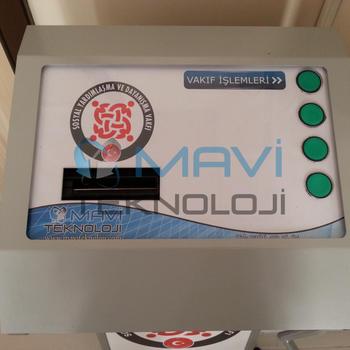 VAKIF İŞLEMLERİ >>
SOSYAL YARDIMLAŞMA VE DAYANIŞMA VAKFI
MAVİ
TEKNOLOJİ
MAVİ
TEKNOLOJİ